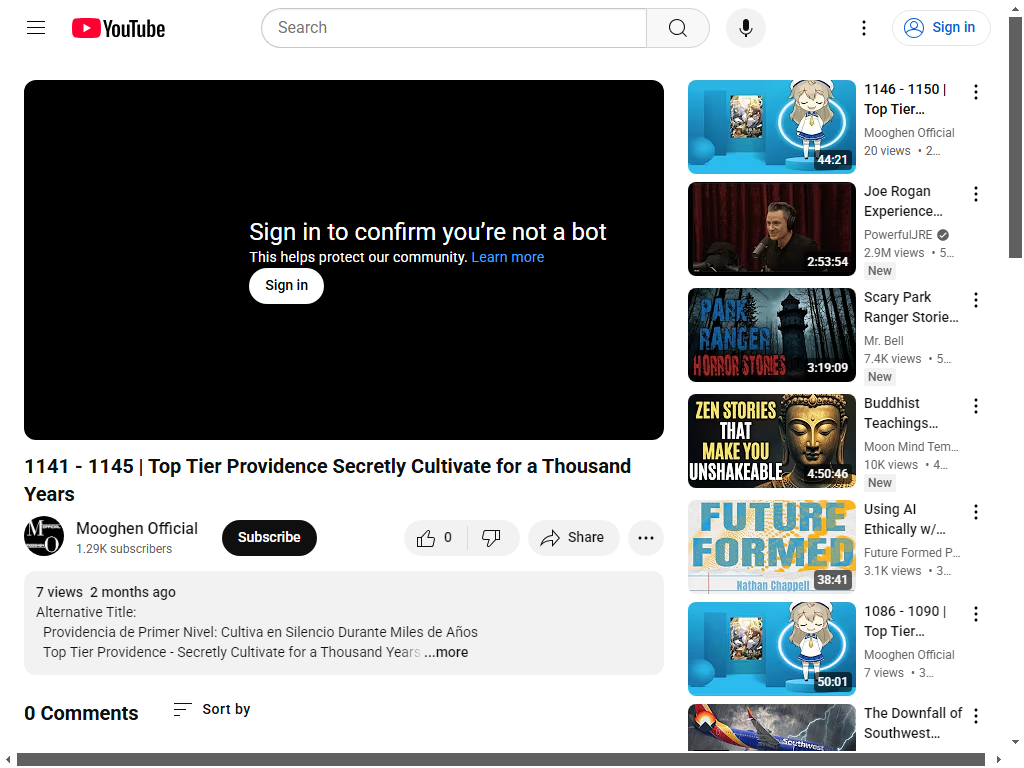 YouTube
Search
Sign in
Sign in to confirm you’re not a bot
This helps protect our community. Learn more
Sign in
1141 - 1145 | Top Tier Providence Secretly Cultivate for a Thousand
Years
Mooghen Official
1.29K subscribers
Subscribe
0
Share
7 views 2 months ago
Alternative Title:
Providencia de Primer Nivel: Cultiva en Silencio Durante Miles de Años
Top Tier Providence - Secretly Cultivate for a Thousand Years ...more
0 Comments
Sort by
44:21
1146 - 1150 |
Top Tier...
Mooghen Official
20 views • 2...
2:53:54
Joe Rogan
Experience...
PowerfulJRE
2.9M views • 5...
New
PARK
RANGER
HORROR STORIES
3:19:09
Scary Park
Ranger Storie...
Mr. Bell
7.4K views • 5...
New
ZEN STORIES
THAT
MAKE YOU
UNSHAKEABLE
4:50:46
Buddhist
Teachings...
Moon Mind Tem...
10K views • 4...
New
FUTURE
FORMED
Nathan Chappell
38:41
Using AI
Ethically w/...
Future Formed P...
3.1K views • 3...
50:01
1086 - 1090 |
Top Tier...
Mooghen Official
7 views • 3...
Southwest
The Downfall of
Southwest...